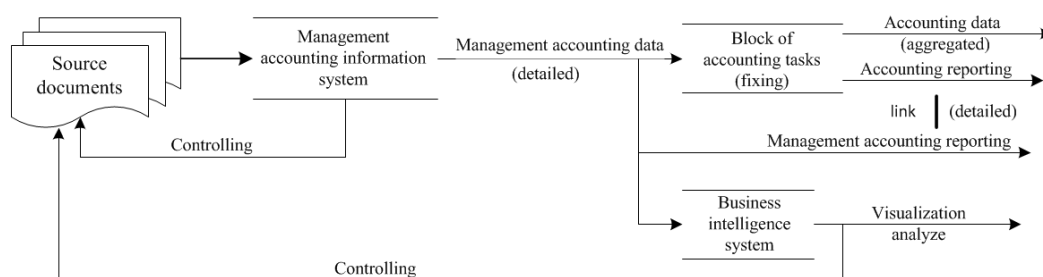 Source
documents
Management
accounting information
system
Controlling
Management accounting data
(detailed)
Block of
accounting tasks
(fixing)
Accounting data
(aggregated)
Accounting reporting
link
(detailed)
Management accounting reporting
Business
intelligence
system
Visualization
analyze
Controlling